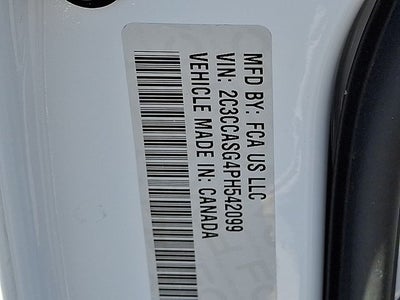 MFD BY: FCA US LLC
VIN: 2C3CCASG4PH542099
VEHICLE MADE IN: CANADA